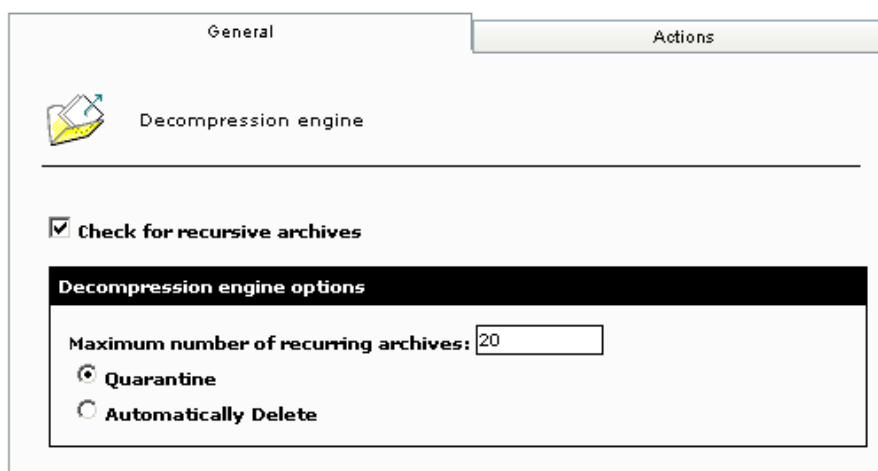 General
Actions
Decompression engine
Check for recursive archives
Decompression engine options
Maximum number of recurring archives: 20
Quarantine
Automatically Delete